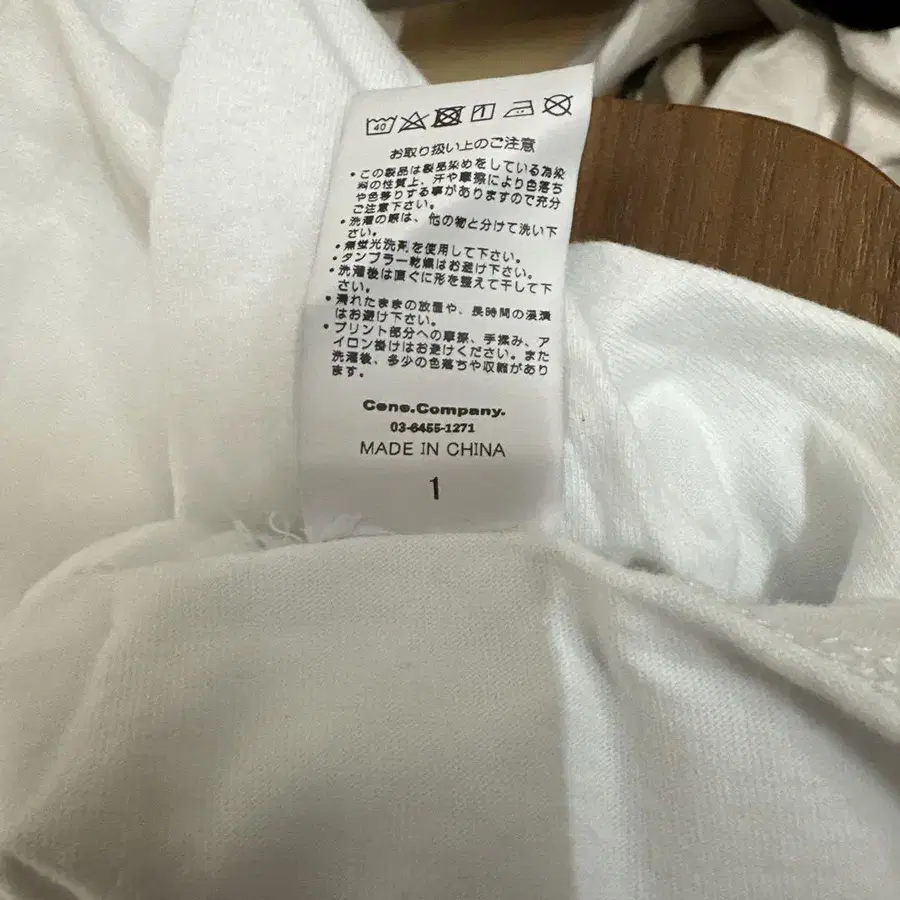 40
お取り扱い上のご注意
・この製品は製品染めをしている為染
料の性質上、汗や摩擦により色落ち
や色移りする事がありますので充分
ご注意下さい。
・洗濯の際は、他の物と分けて洗い下
さい。
・無蛍光洗剤を使用して下さい。
・タンブラー乾燥はお避け下さい。
・洗濯後は直ぐに形を整えて干して下
さい。
・濡れたままの放置や、長時間の浸漬
はお避け下さい。
・プリント部分への摩擦、手揉み、ア
イロン掛けはお避けください。また
洗濯後、多少の色落ちや収縮があり
ます。
Cene.Company.
03-6455-1271
MADE IN CHINA
1